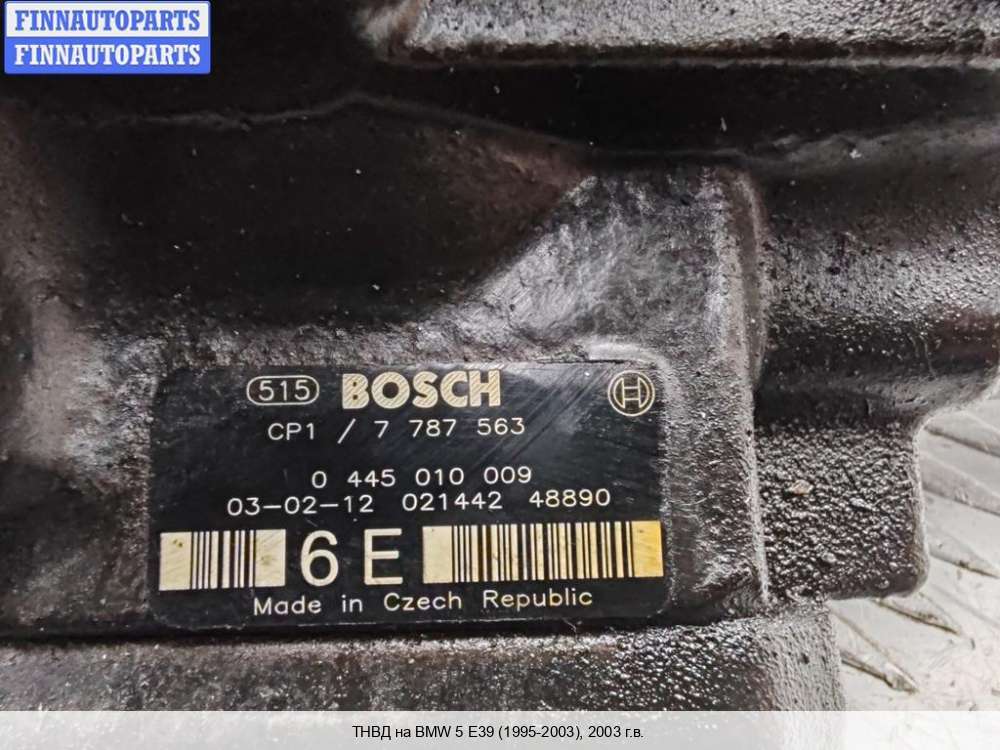 FINNAUTOPARTS
FINNAUTOPARTS
515 BOSCH H
CP1 / 7 787 563
0 445 010 009
03-02-12 021442 48890
6 E
Made in Czech Republic
ТНВД на BMW 5 E39 (1995-2003), 2003 г.в.